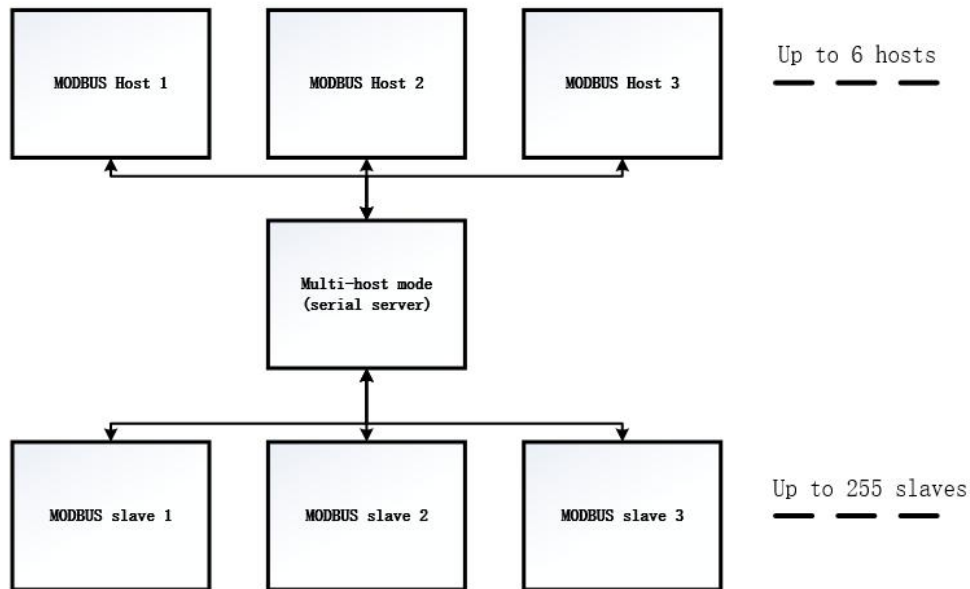 MODBUS Host 1
MODBUS Host 2
MODBUS Host 3
Up to 6 hosts
Multi-host mode
(serial server)
MODBUS slave 1
MODBUS slave 2
MODBUS slave 3
Up to 255 slaves